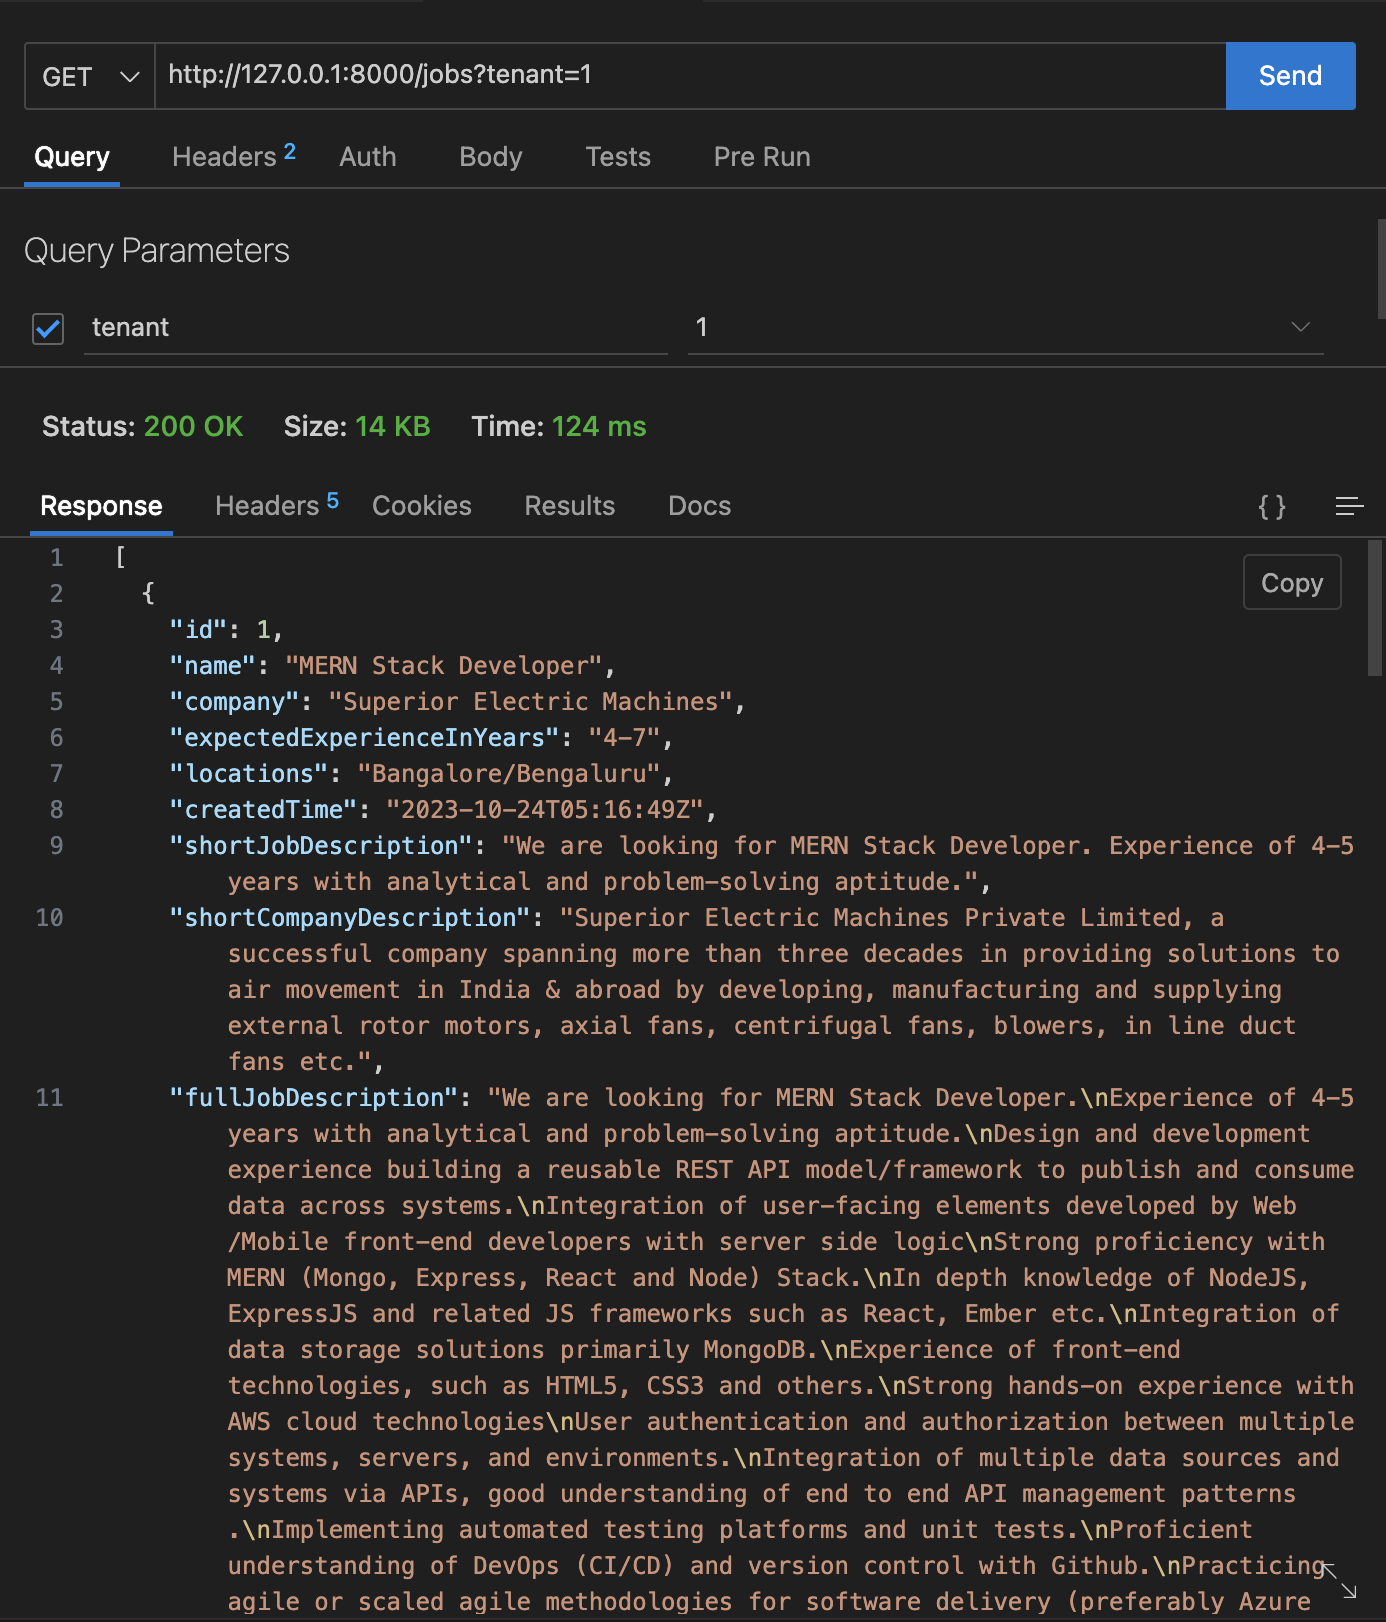 GET http://127.0.0.1:8000/jobs?tenant=1 Send
Query Headers 2 Auth Body Tests Pre Run
Query Parameters
tenant 1
Status: 200 OK Size: 14 KB Time: 124 ms
Response Headers 5 Cookies Results Docs { }
Copy
1 [
2 {
3 "id": 1,
4 "name": "MERN Stack Developer",
5 "company": "Superior Electric Machines",
6 "expectedExperienceInYears": "4-7",
7 "locations": "Bangalore/Bengaluru",
8 "createdTime": "2023-10-24T05:16:49Z",
9 "shortJobDescription": "We are looking for MERN Stack Developer. Experience of 4-5
years with analytical and problem-solving aptitude.",
10 "shortCompanyDescription": "Superior Electric Machines Private Limited, a
successful company spanning more than three decades in providing solutions to
air movement in India & abroad by developing, manufacturing and supplying
external rotor motors, axial fans, centrifugal fans, blowers, in line duct
fans etc.",
11 "fullJobDescription": "We are looking for MERN Stack Developer.\nExperience of 4-5
years with analytical and problem-solving aptitude.\nDesign and development
experience building a reusable REST API model/framework to publish and consume
data across systems.\nIntegration of user-facing elements developed by Web
/Mobile front-end developers with server side logic\nStrong proficiency with
MERN (Mongo, Express, React and Node) Stack.\nIn depth knowledge of NodeJS,
ExpressJS and related JS frameworks such as React, Ember etc.\nIntegration of
data storage solutions primarily MongoDB.\nExperience of front-end
technologies, such as HTML5, CSS3 and others.\nStrong hands-on experience with
AWS cloud technologies\nUser authentication and authorization between multiple
systems, servers, and environments.\nIntegration of multiple data sources and
systems via APIs, good understanding of end to end API management patterns
.\nImplementing automated testing platforms and unit tests.\nProficient
understanding of DevOps (CI/CD) and version control with Github.\nPracticing
agile or scaled agile methodologies for software delivery (preferably Azure